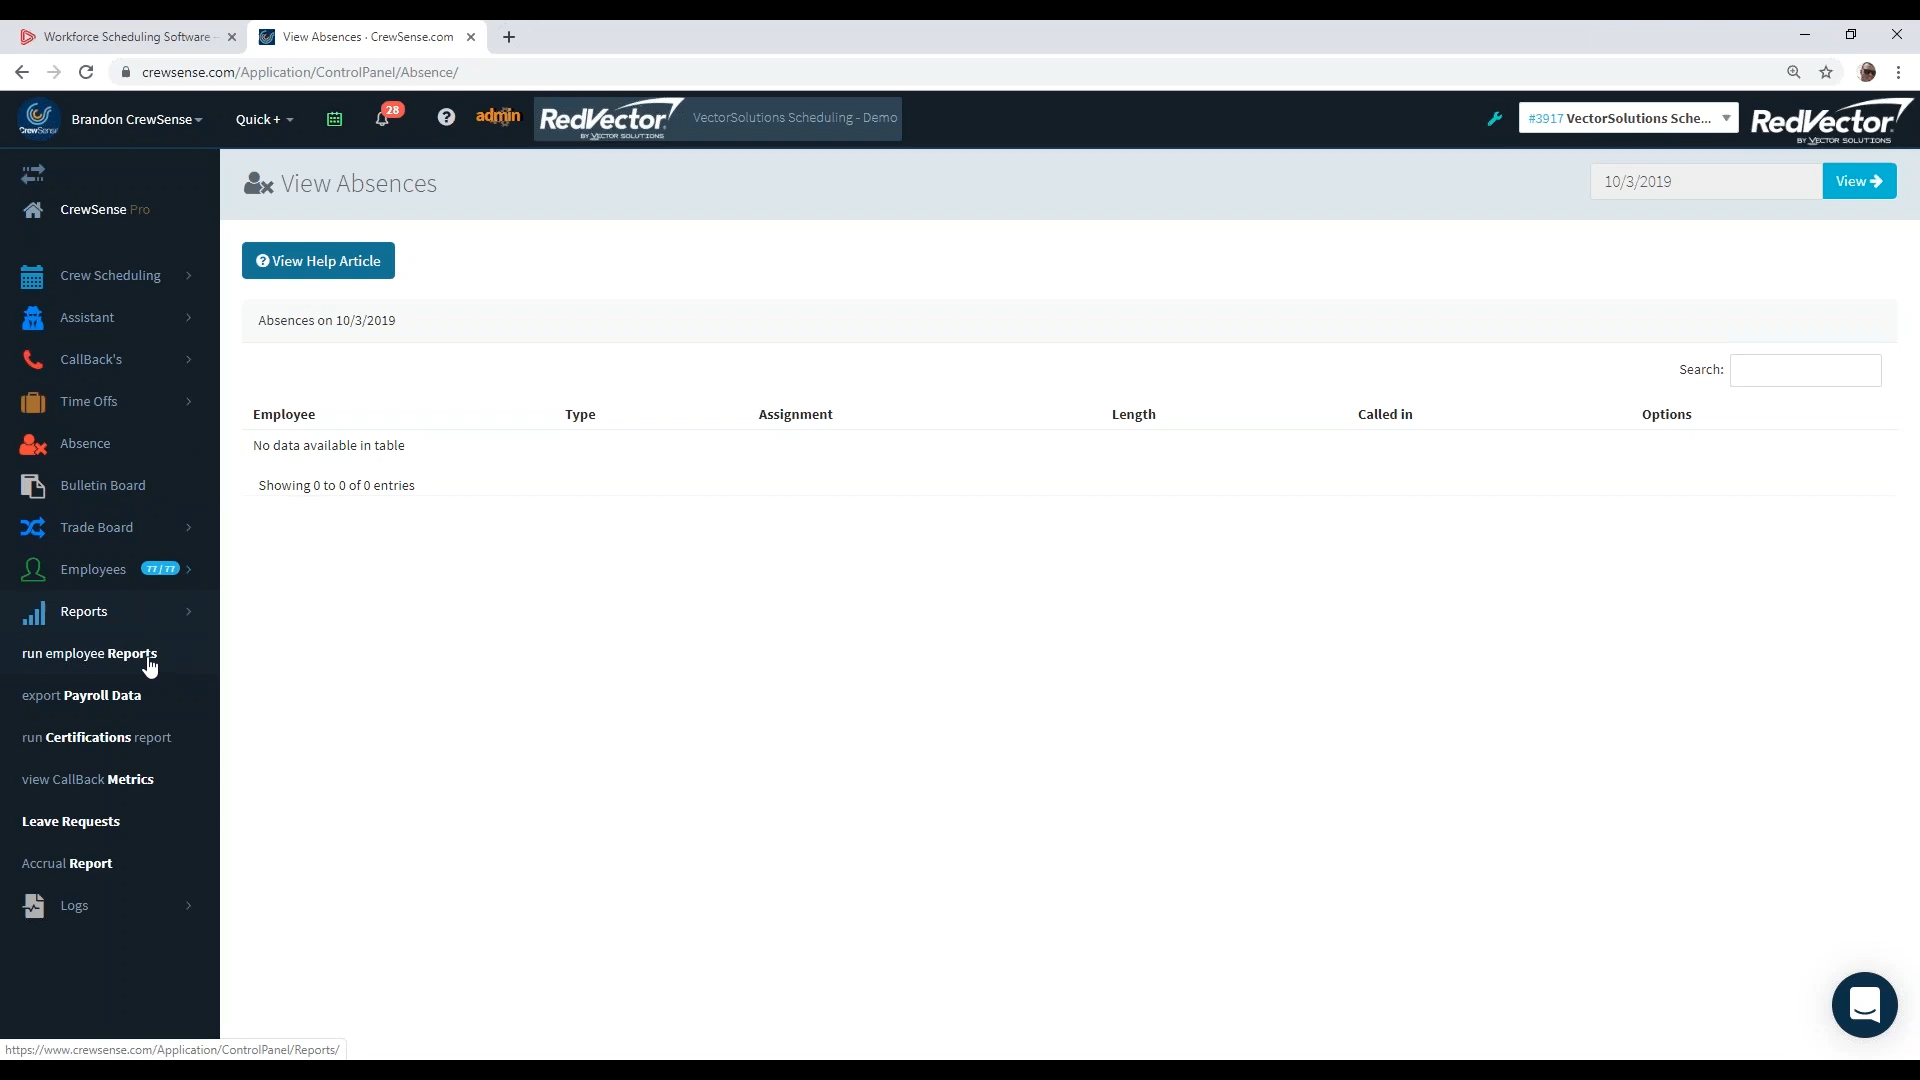 Workforce Scheduling Software -
View Absences · CrewSense.com
crewsense.com/Application/ControlPanel/Absence/
CrewSense
Brandon CrewSense
Quick +
28
admin
RedVector
BY VECTOR SOLUTIONS
VectorSolutions Scheduling - Demo
#3917 VectorSolutions Sche...
RedVector
BY VECTOR SOLUTIONS
CrewSense Pro
Crew Scheduling
Assistant
CallBack's
Time Offs
Absence
Bulletin Board
Trade Board
Employees 77 / 77
Reports
run employee Reports
export Payroll Data
run Certifications report
view CallBack Metrics
Leave Requests
Accrual Report
Logs
View Absences
10/3/2019
View
View Help Article
Absences on 10/3/2019
Search:
Employee Type Assignment Length Called in Options
No data available in table
Showing 0 to 0 of 0 entries
https://www.crewsense.com/Application/ControlPanel/Reports/